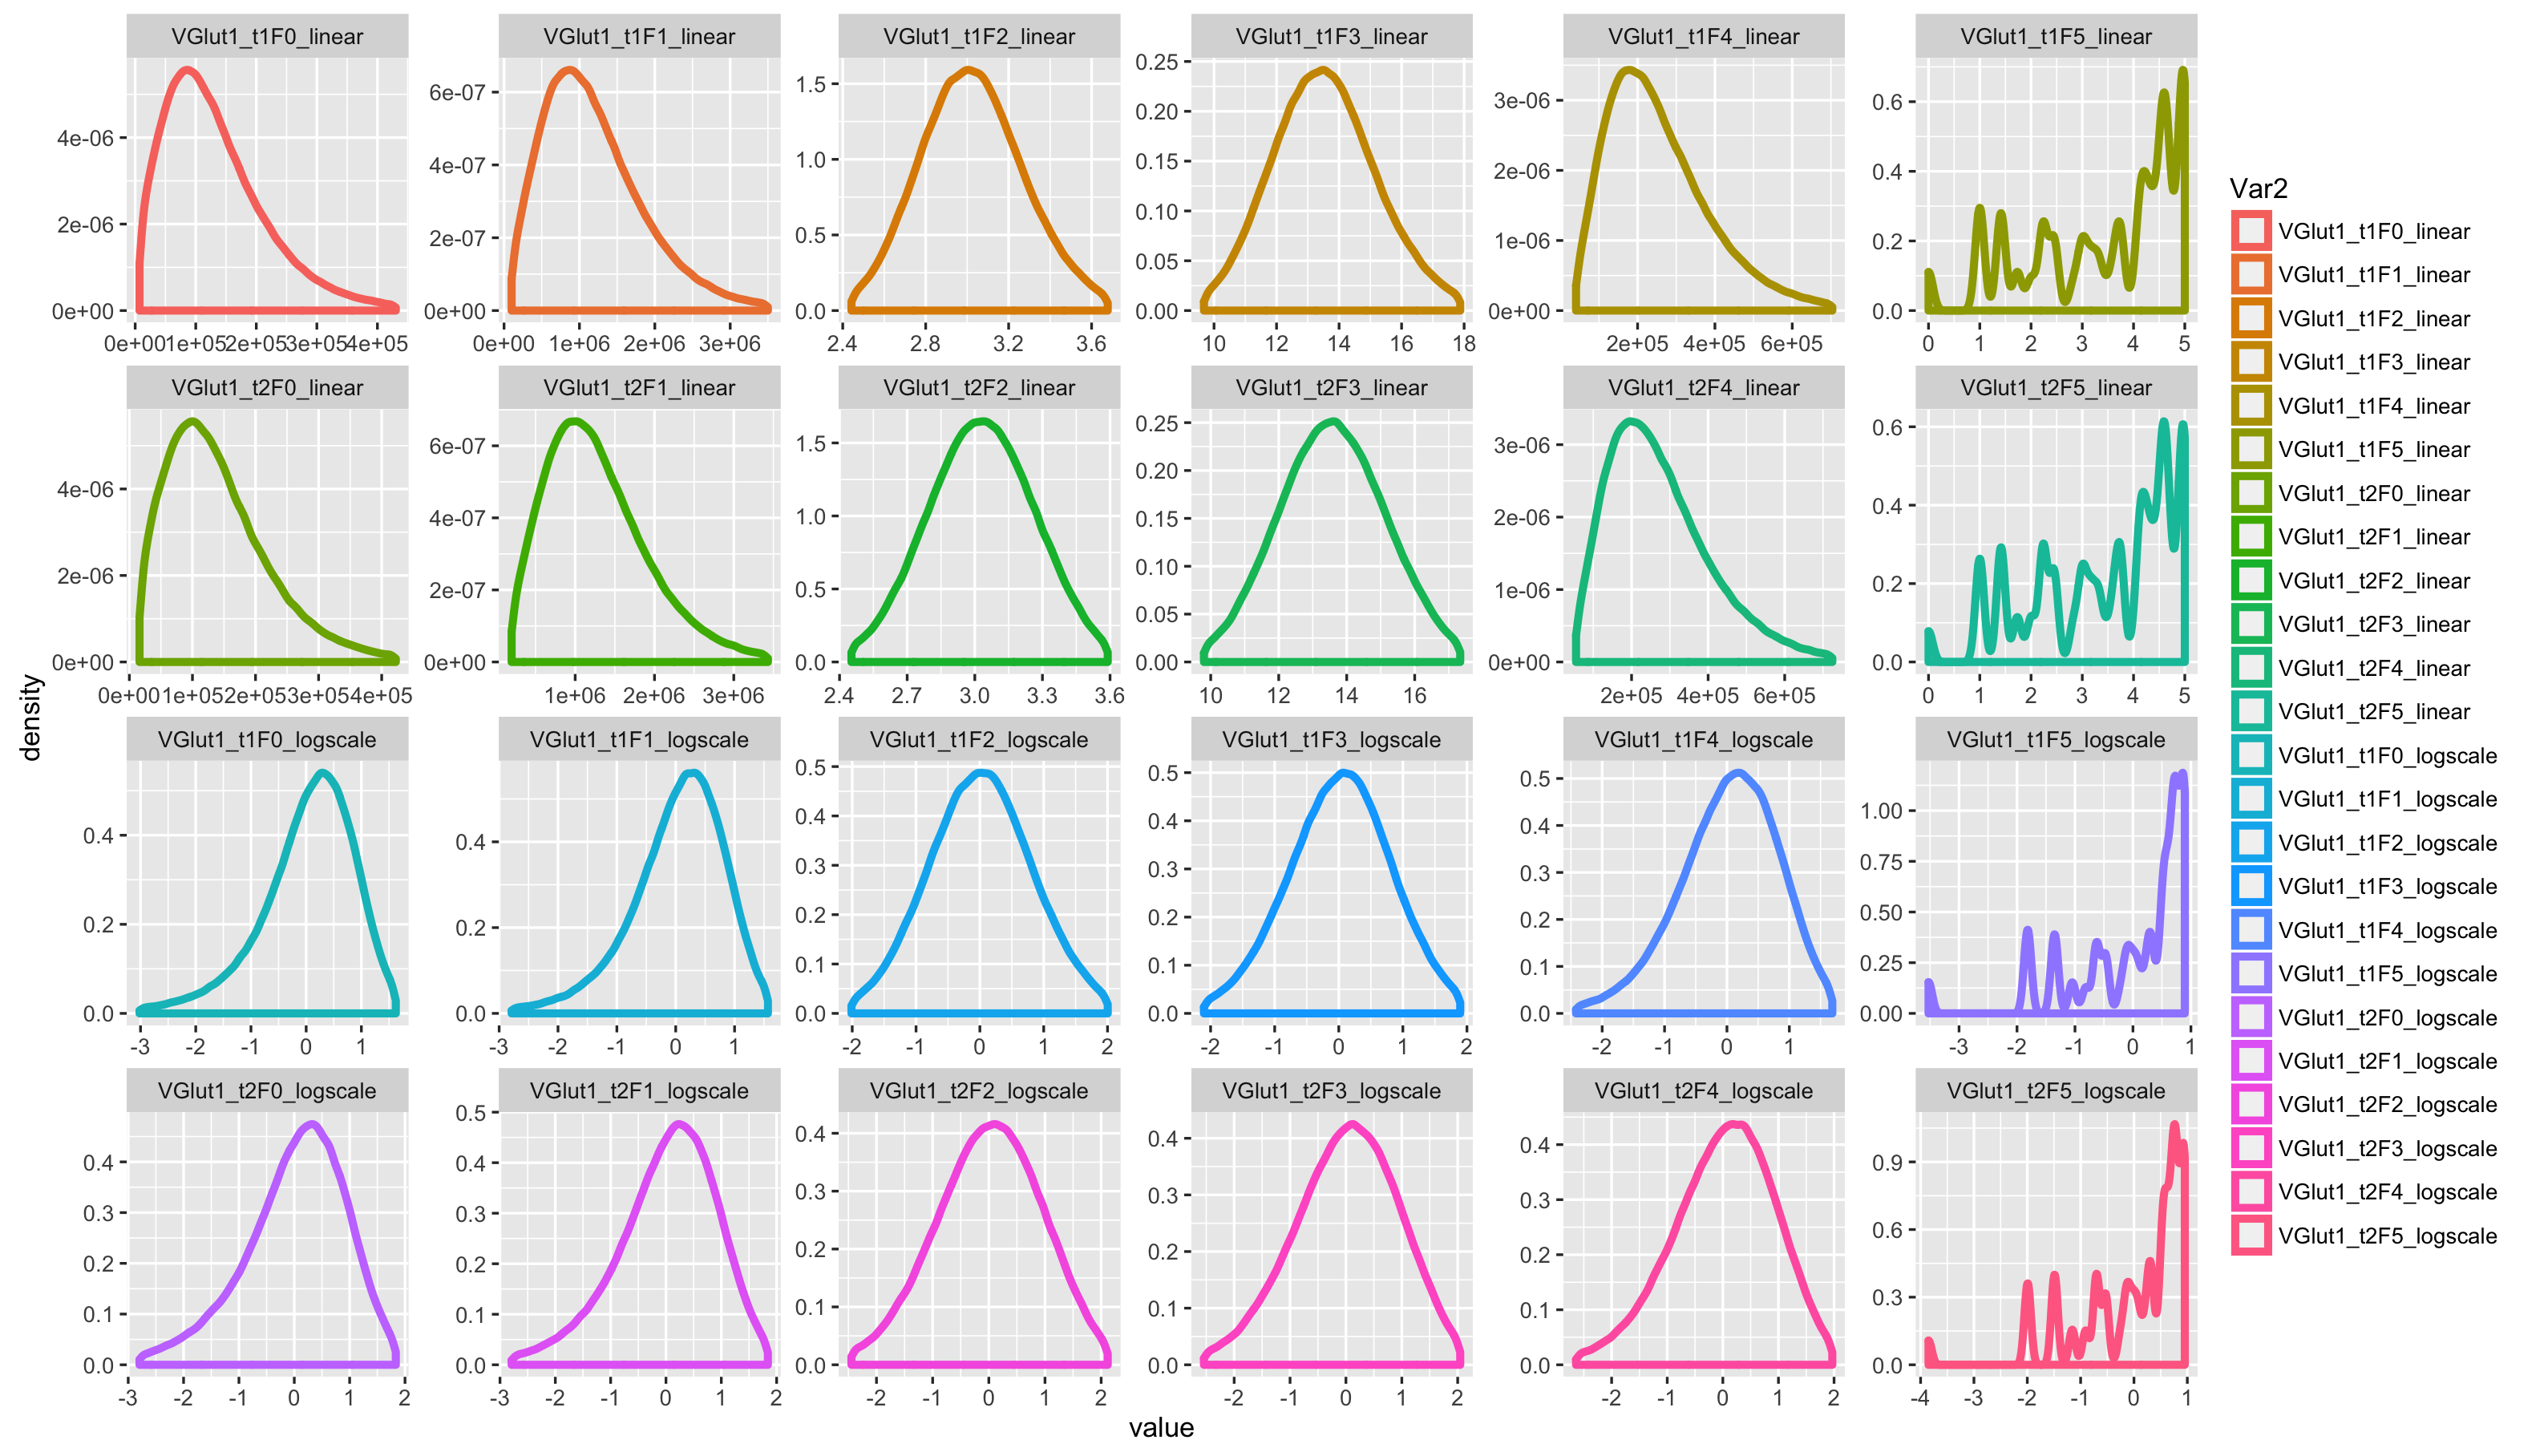 VGlut1_t1F0_linear VGlut1_t1F1_linear VGlut1_t1F2_linear VGlut1_t1F3_linear VGlut1_t1F4_linear VGlut1_t1F5_linear
4e-06 2e-06 0e+00
0e+00 1e+05 2e+05 3e+05 4e+05
6e-07 4e-07 2e-07 0e+00
0e+00 1e+06 2e+06 3e+06
1.5 1.0 0.5 0.0
2.4 2.8 3.2 3.6
0.25 0.20 0.15 0.10 0.05 0.00
10 12 14 16 18
3e-06 2e-06 1e-06 0e+00
2e+05 4e+05 6e+05
0.6 0.4 0.2 0.0
0 1 2 3 4 5
VGlut1_t2F0_linear VGlut1_t2F1_linear VGlut1_t2F2_linear VGlut1_t2F3_linear VGlut1_t2F4_linear VGlut1_t2F5_linear
4e-06 2e-06 0e+00
0e+00 1e+05 2e+05 3e+05 4e+05
6e-07 4e-07 2e-07 0e+00
1e+06 2e+06 3e+06
1.5 1.0 0.5 0.0
2.4 2.7 3.0 3.3 3.6
0.25 0.20 0.15 0.10 0.05 0.00
10 12 14 16
3e-06 2e-06 1e-06 0e+00
2e+05 4e+05 6e+05
0.6 0.4 0.2 0.0
0 1 2 3 4 5
VGlut1_t1F0_logscale VGlut1_t1F1_logscale VGlut1_t1F2_logscale VGlut1_t1F3_logscale VGlut1_t1F4_logscale VGlut1_t1F5_logscale
0.4 0.2 0.0
-3 -2 -1 0 1
0.4 0.2 0.0
-3 -2 -1 0 1
0.5 0.4 0.3 0.2 0.1 0.0
-2 -1 0 1 2
0.5 0.4 0.3 0.2 0.1 0.0
-2 -1 0 1 2
0.5 0.4 0.3 0.2 0.1 0.0
-2 -1 0 1
1.00 0.75 0.50 0.25 0.00
-3 -2 -1 0 1
VGlut1_t2F0_logscale VGlut1_t2F1_logscale VGlut1_t2F2_logscale VGlut1_t2F3_logscale VGlut1_t2F4_logscale VGlut1_t2F5_logscale
0.4 0.3 0.2 0.1 0.0
-3 -2 -1 0 1 2
0.5 0.4 0.3 0.2 0.1 0.0
-3 -2 -1 0 1 2
0.4 0.3 0.2 0.1 0.0
-2 -1 0 1 2
0.4 0.3 0.2 0.1 0.0
-2 -1 0 1 2
0.4 0.3 0.2 0.1 0.0
-2 -1 0 1 2
0.9 0.6 0.3 0.0
-4 -3 -2 -1 0 1
density
value
Var2
VGlut1_t1F0_linear
VGlut1_t1F1_linear
VGlut1_t1F2_linear
VGlut1_t1F3_linear
VGlut1_t1F4_linear
VGlut1_t1F5_linear
VGlut1_t2F0_linear
VGlut1_t2F1_linear
VGlut1_t2F2_linear
VGlut1_t2F3_linear
VGlut1_t2F4_linear
VGlut1_t2F5_linear
VGlut1_t1F0_logscale
VGlut1_t1F1_logscale
VGlut1_t1F2_logscale
VGlut1_t1F3_logscale
VGlut1_t1F4_logscale
VGlut1_t1F5_logscale
VGlut1_t2F0_logscale
VGlut1_t2F1_logscale
VGlut1_t2F2_logscale
VGlut1_t2F3_logscale
VGlut1_t2F4_logscale
VGlut1_t2F5_logscale